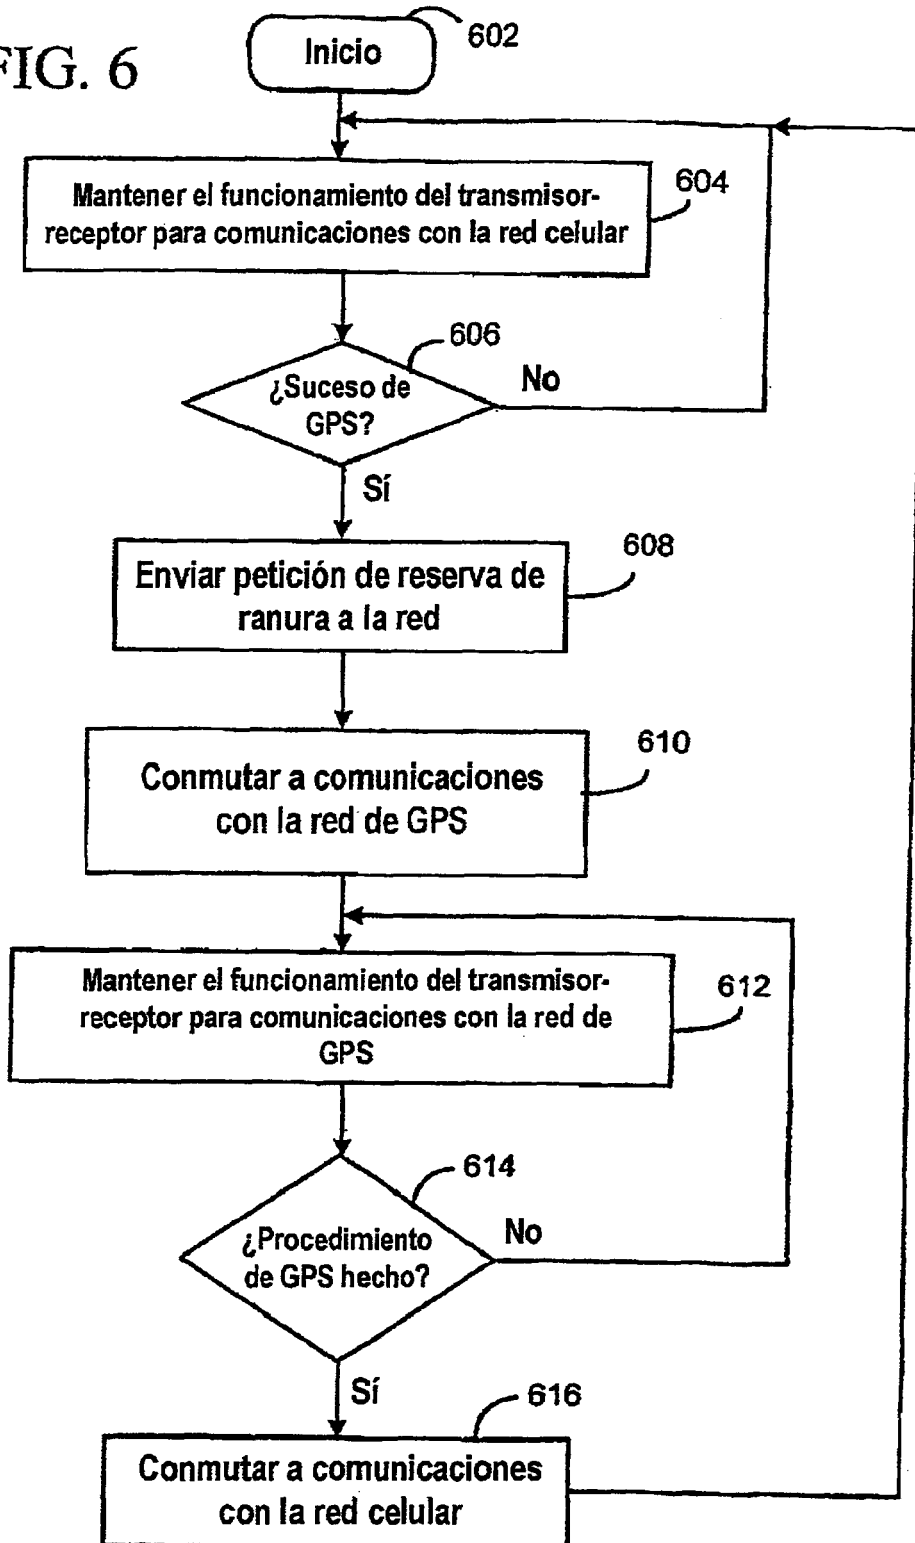 FIG. 6
Inicio
602
Mantener el funcionamiento del transmisor-
receptor para comunicaciones con la red celular
604
606
¿Suceso de
GPS?
No
Sí
608
Enviar petición de reserva de
ranura a la red
610
Conmutar a comunicaciones
con la red de GPS
Mantener el funcionamiento del transmisor-
receptor para comunicaciones con la red de
GPS
612
614
¿Procedimiento
de GPS hecho?
No
Sí
616
Conmutar a comunicaciones
con la red celular